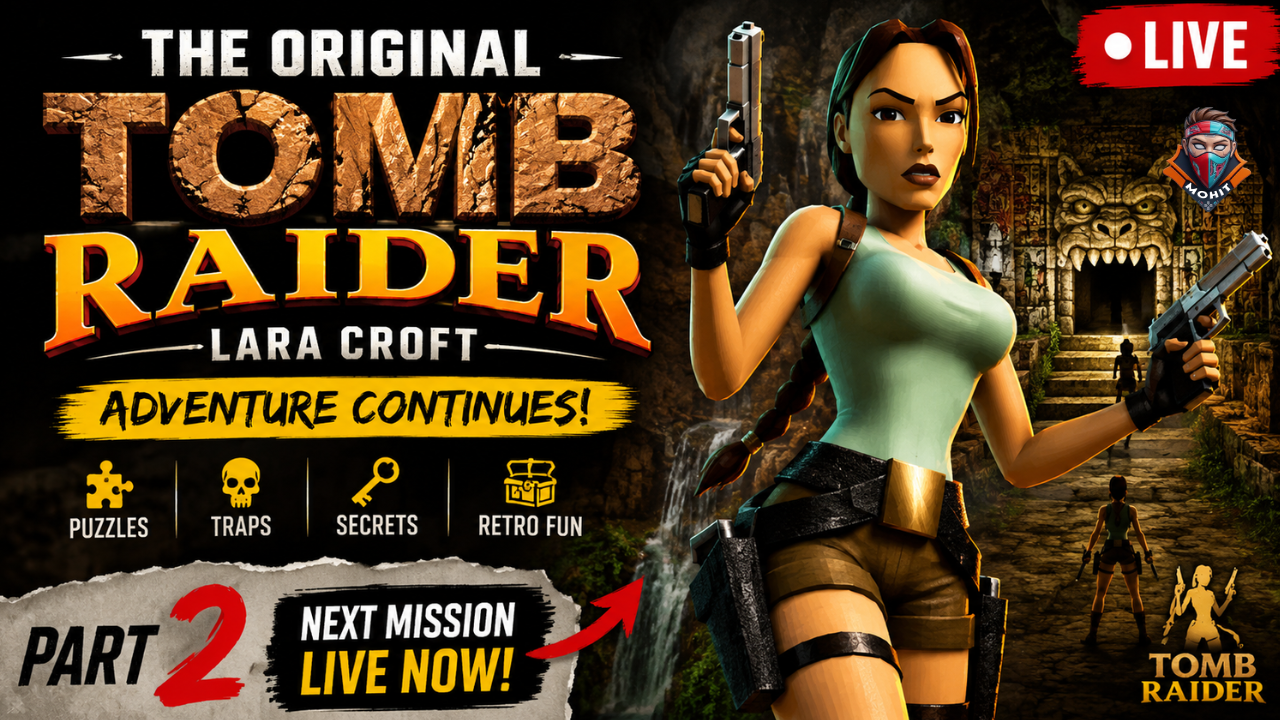 THE ORIGINAL
TOMB
RAIDER
LARA CROFT
ADVENTURE CONTINUES!
PUZZLES
TRAPS
SECRETS
RETRO FUN
PART 2
NEXT MISSION
LIVE NOW!
LIVE
MOHIT
TOMB
RAIDER